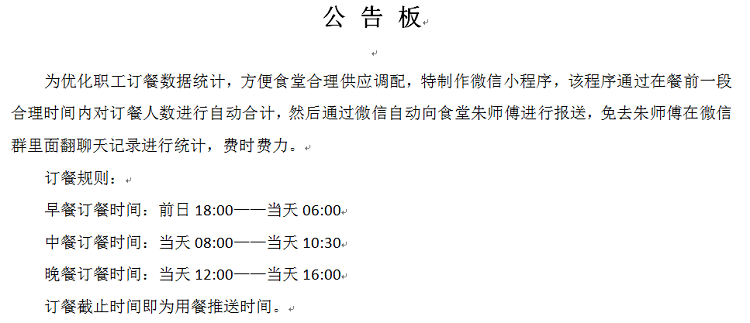 公 告 板
为优化职工订餐数据统计，方便食堂合理供应调配，特制作微信小程序，该程序通过在餐前一段
合理时间内对订餐人数进行自动合计，然后通过微信自动向食堂朱师傅进行报送，免去朱师傅在微信
群里面翻聊天记录进行统计，费时费力。
订餐规则：
早餐订餐时间：前日 18:00——当天 06:00
中餐订餐时间：当天 08:00——当天 10:30
晚餐订餐时间：当天 12:00——当天 16:00
订餐截止时间即为用餐推送时间。